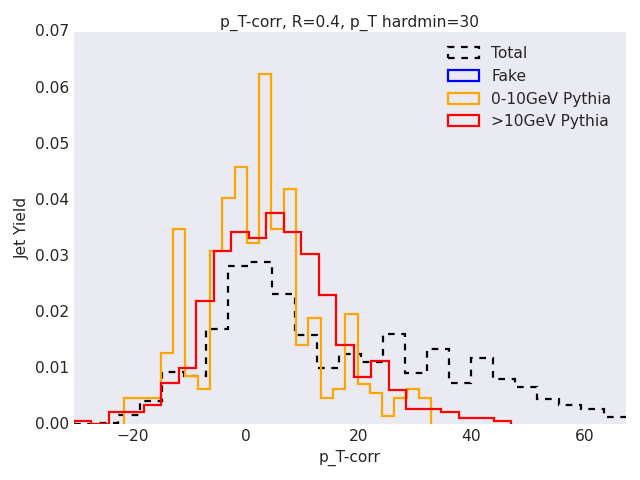 p_T-corr, R=0.4, p_T hardmin=30
0.07
0.06
0.05
0.04
0.03
0.02
0.01
0.00
Jet Yield
Total
Fake
0-10GeV Pythia
>10GeV Pythia
−20 0 20 40 60
p_T-corr